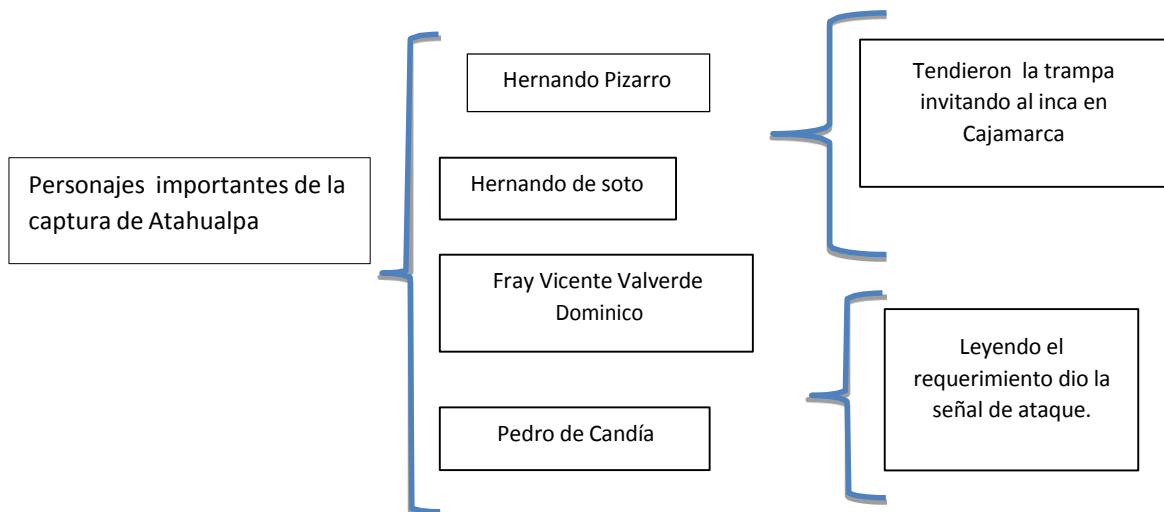 Personajes importantes de la
captura de Atahualpa
Hernando Pizarro
Hernando de soto
Fray Vicente Valverde
Dominico
Pedro de Candía
Tendieron la trampa
invitando al inca en
Cajamarca
Leyendo el
requerimiento dio la
señal de ataque.